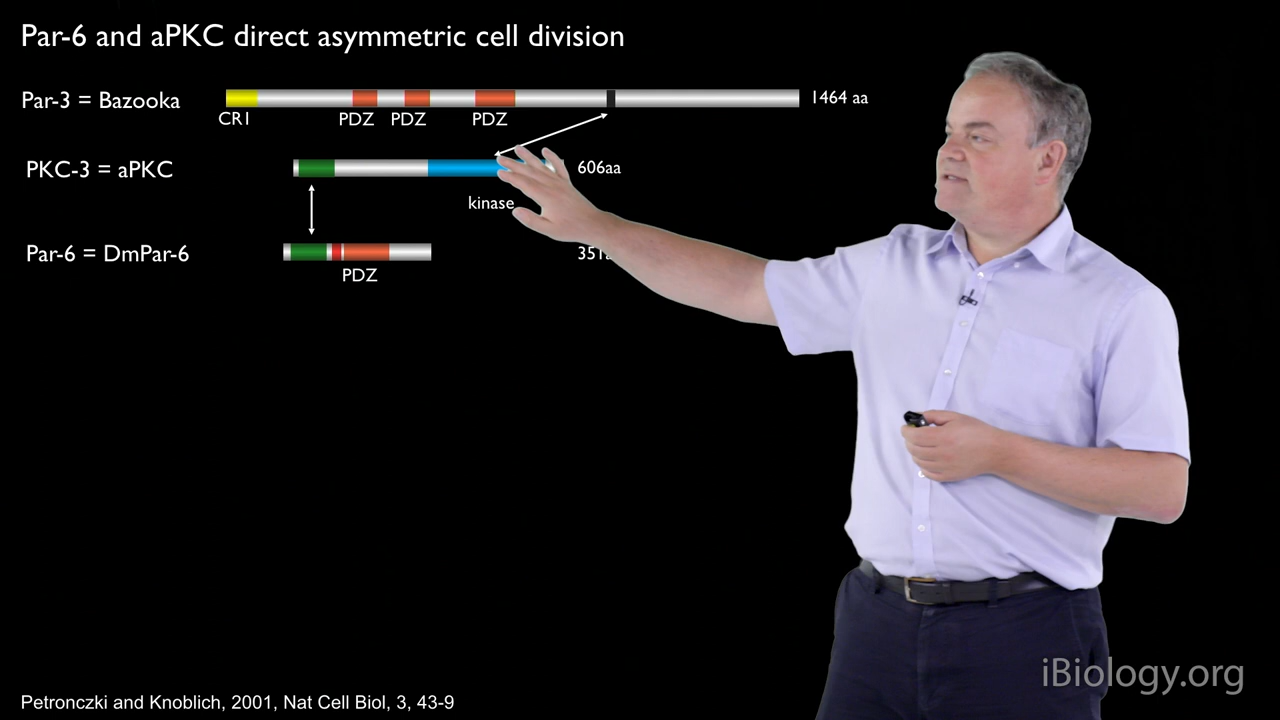 Par-6 and aPKC direct asymmetric cell division
Par-3 = Bazooka
1464 aa
CR1 PDZ PDZ PDZ
PKC-3 = aPKC
606aa
kinase
Par-6 = DmPar-6
PDZ
iBiology.org
Petronczki and Knoblich, 2001, Nat Cell Biol, 3, 43-9